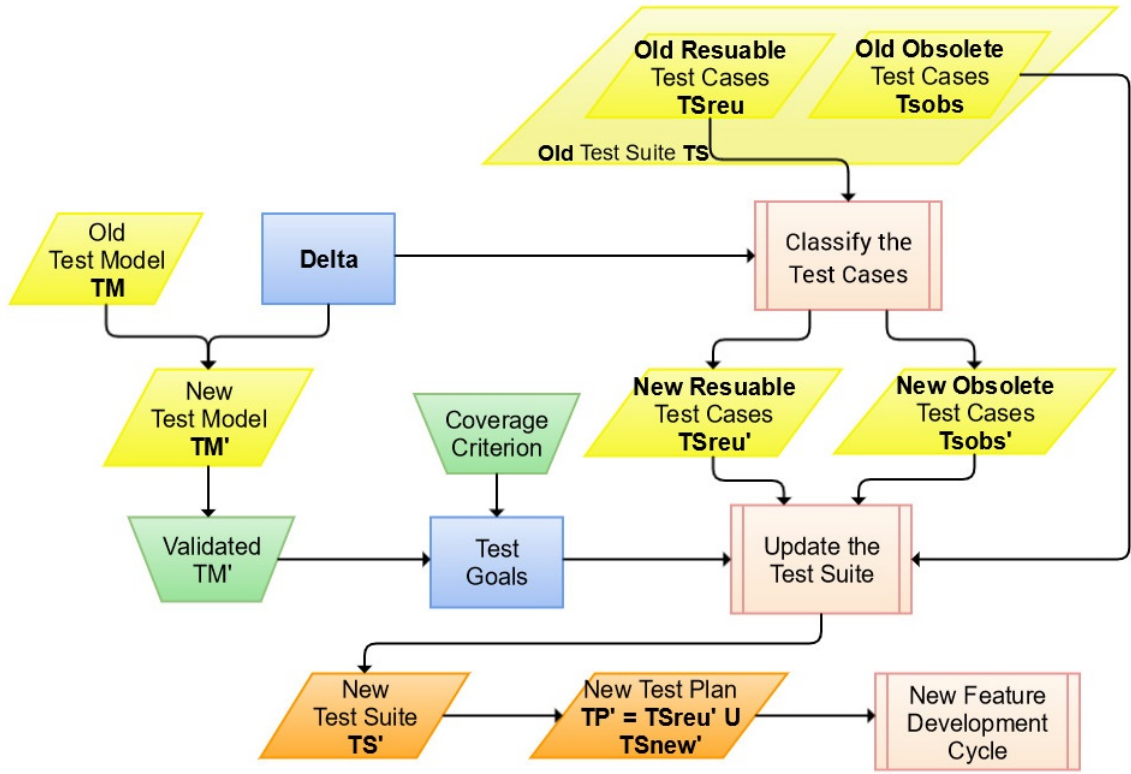 Old Resuable
Test Cases
TSreu
Old Obsolete
Test Cases
Tsobs
Old Test Suite TS
Old
Test Model
TM
Delta
Classify the
Test Cases
New
Test Model
TM'
Coverage
Criterion
New Resuable
Test Cases
TSreu'
New Obsolete
Test Cases
Tsobs'
Validated
TM'
Test
Goals
Update the
Test Suite
New
Test Suite
TS'
New Test Plan
TP' = TSreu' U
TSnew'
New Feature
Development
Cycle